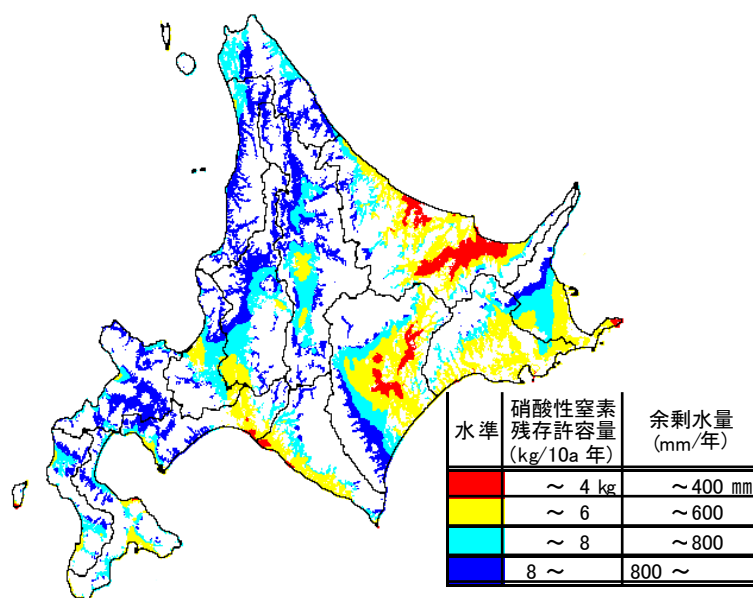 水準 硝酸性窒素 残存許容量 (kg/10a 年) 余剰水量 (mm/年)
～ 4 kg ～400 mm
～ 6 ～600
～ 8 ～800
8 ～ 800 ～